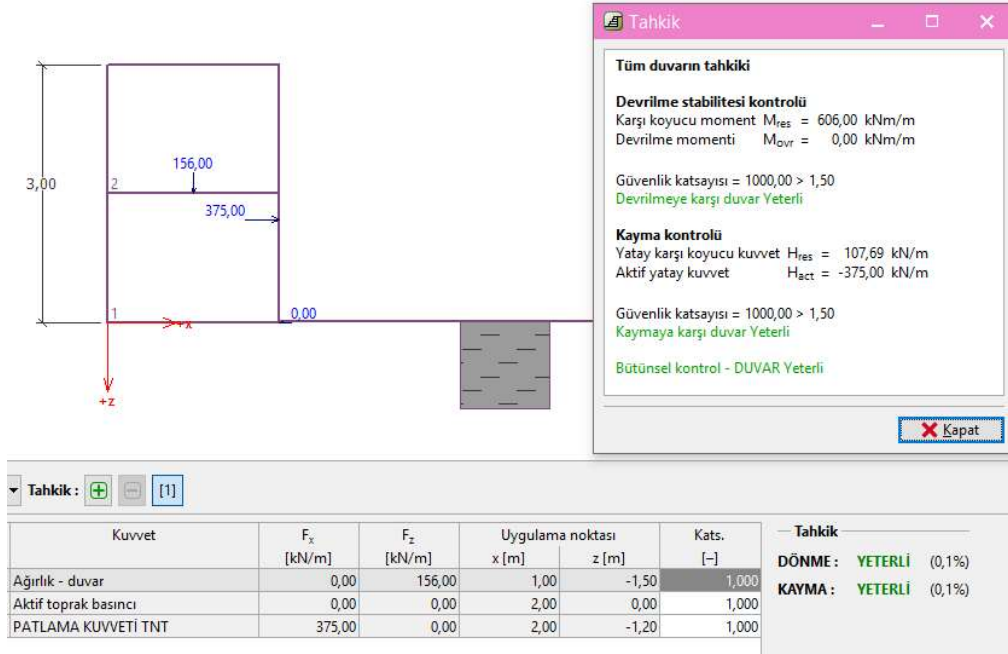 Tahkik
Tüm duvarın tahkiki
Devrilme stabilitesi kontrolü
Karşı koyucu moment Mres = 606,00 kNm/m
Devrilme momenti Movr = 0,00 kNm/m
Güvenlik katsayısı = 1000,00 > 1,50
Devrilmeye karşı duvar Yeterli
Kayma kontrolü
Yatay karşı koyucu kuvvet Hres = 107,69 kN/m
Aktif yatay kuvvet Hact = -375,00 kN/m
Güvenlik katsayısı = 1000,00 > 1,50
Kaymaya karşı duvar Yeterli
Bütünsel kontrol - DUVAR Yeterli
Kapat
3,00
2
156,00
375,00
1
0,00
+x
+z
Tahkik : [1]
Kuvvet Fx Fz Uygulama noktası Kats.
[kN/m] [kN/m] x [m] z [m] [–]
Ağırlık - duvar 0,00 156,00 1,00 -1,50 1,000
Aktif toprak basıncı 0,00 0,00 2,00 0,00 1,000
PATLAMA KUVVETİ TNT 375,00 0,00 2,00 -1,20 1,000
Tahkik
DÖNME : YETERLİ (0,1%)
KAYMA : YETERLİ (0,1%)